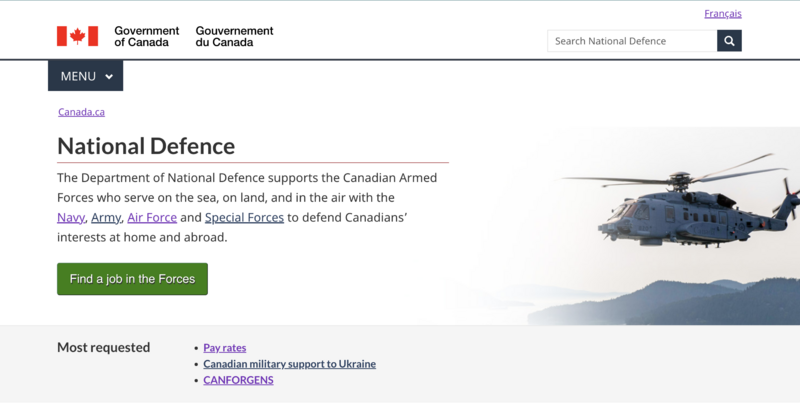 Français
Government
of Canada
Gouvernement
du Canada
Search National Defence
MENU
Canada.ca
National Defence
The Department of National Defence supports the Canadian Armed
Forces who serve on the sea, on land, and in the air with the
Navy, Army, Air Force and Special Forces to defend Canadians’
interests at home and abroad.
Find a job in the Forces
Most requested
• Pay rates
• Canadian military support to Ukraine
• CANFORGENS